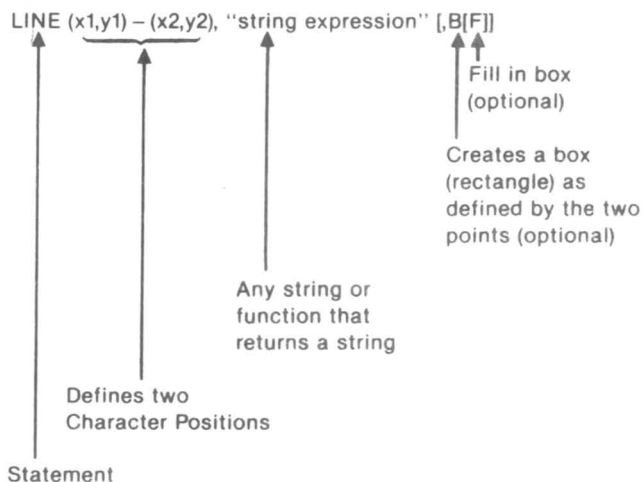 LINE (x1,y1) – (x2,y2), “string expression” [,B[F]]
Fill in box
(optional)
Creates a box
(rectangle) as
defined by the two
points (optional)
Any string or
function that
returns a string
Defines two
Character Positions
Statement